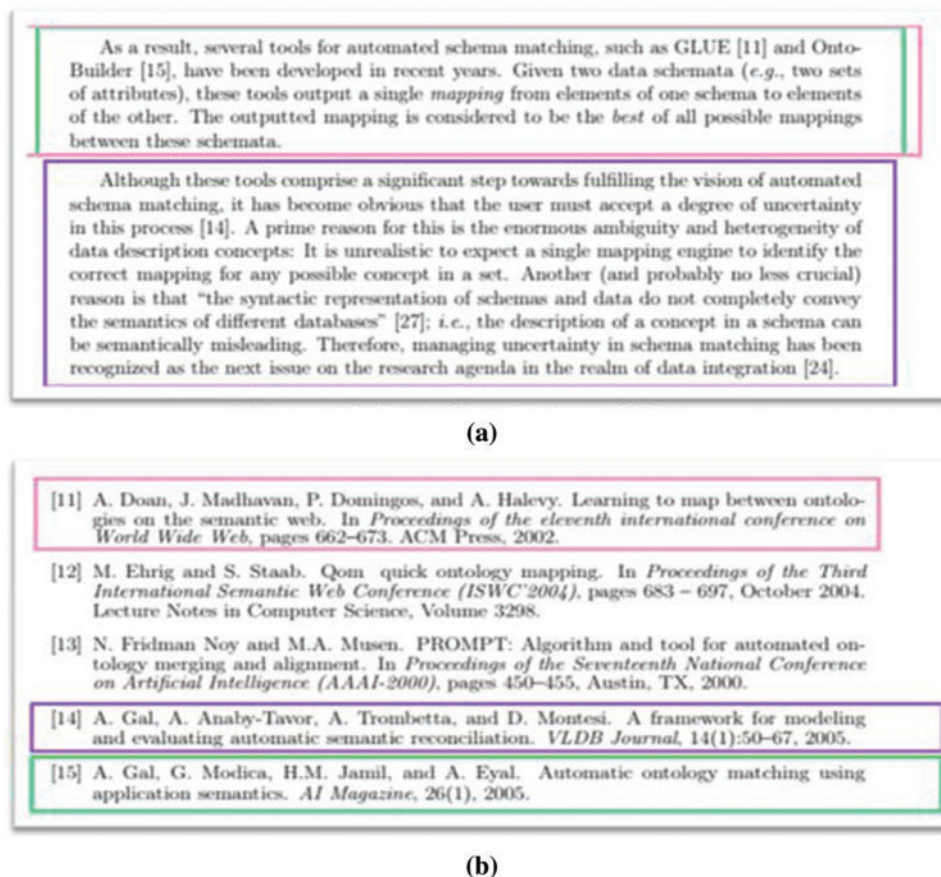 As a result, several tools for automated schema matching, such as GLUE [11] and Onto-
Builder [15], have been developed in recent years. Given two data schemata (e.g., two sets
of attributes), these tools output a single mapping from elements of one schema to elements
of the other. The outputted mapping is considered to be the best of all possible mappings
between these schemata.
Although these tools comprise a significant step towards fulfilling the vision of automated
schema matching, it has become obvious that the user must accept a degree of uncertainty
in this process [14]. A prime reason for this is the enormous ambiguity and heterogeneity of
data description concepts: It is unrealistic to expect a single mapping engine to identify the
correct mapping for any possible concept in a set. Another (and probably no less crucial)
reason is that "the syntactic representation of schemas and data do not completely convey
the semantics of different databases" [27]; i.e., the description of a concept in a schema can
be semantically misleading. Therefore, managing uncertainty in schema matching has been
recognized as the next issue on the research agenda in the realm of data integration [24].
(a)
[11] A. Doan, J. Madhavan, P. Domingos, and A. Halevy. Learning to map between ontolo-
gies on the semantic web. In Proceedings of the eleventh international conference on
World Wide Web, pages 662–673. ACM Press, 2002.
[12] M. Ehrig and S. Staab. Qom quick ontology mapping. In Proceedings of the Third
International Semantic Web Conference (ISWC'2004), pages 683 – 697, October 2004.
Lecture Notes in Computer Science, Volume 3298.
[13] N. Fridman Noy and M.A. Musen. PROMPT: Algorithm and tool for automated on-
tology merging and alignment. In Proceedings of the Seventeenth National Conference
on Artificial Intelligence (AAAI-2000), pages 450–455, Austin, TX, 2000.
[14] A. Gal, A. Anaby-Tavor, A. Trombetta, and D. Montesi. A framework for modeling
and evaluating automatic semantic reconciliation. VLDB Journal, 14(1):50–67, 2005.
[15] A. Gal, G. Modica, H.M. Jamil, and A. Eyal. Automatic ontology matching using
application semantics. AI Magazine, 26(1), 2005.
(b)